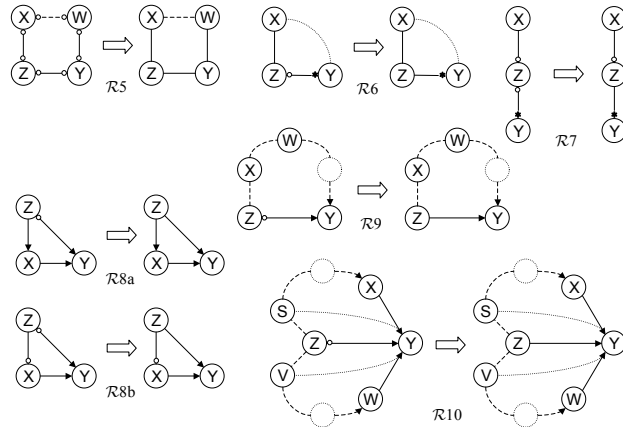 X W X W
Z Y Z Y
R5
X X
Z Y Z Y
R6
X X
Z Z
Y Y
R7
W W
X X
Z Y Z Y
R9
Z Z
X Y X Y
R8a
Z Z
X Y X Y
R8b
X X
S S
Z Y Z Y
V V
W W
R10